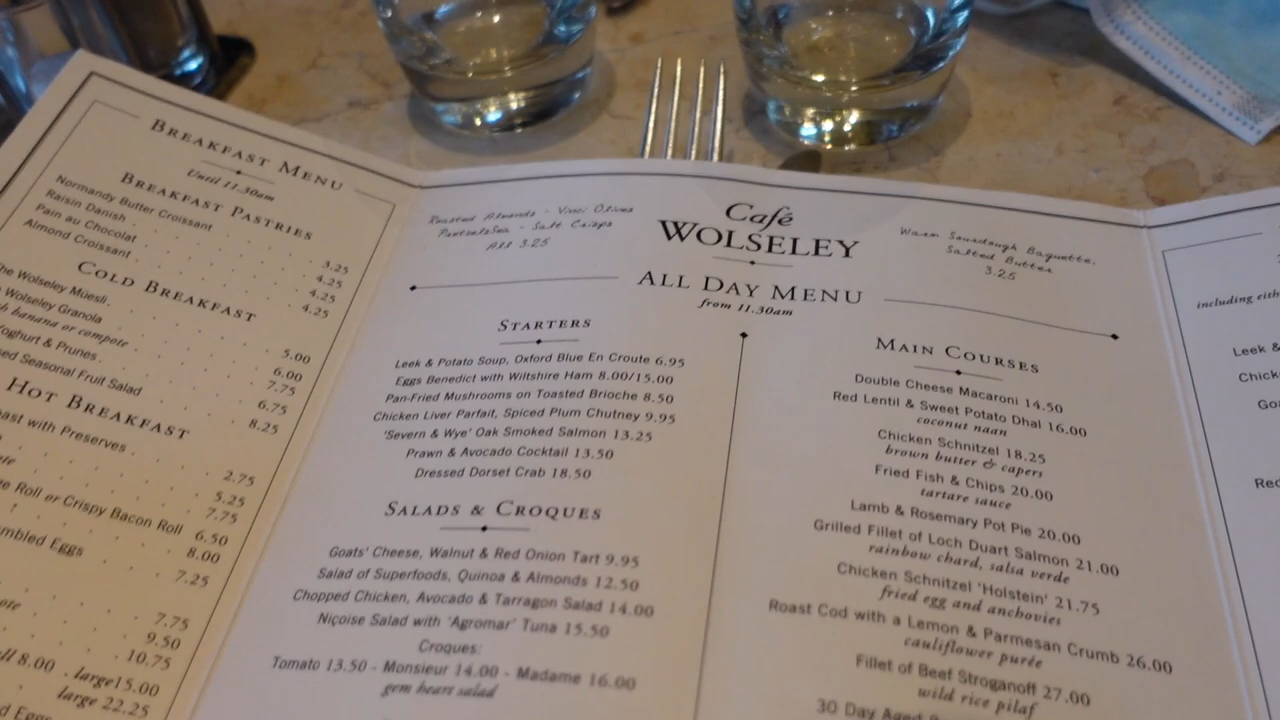 BREAKFAST MENU
Until 11.30am
BREAKFAST PASTRIES
Normandy Butter Croissant 3.25
Raisin Danish 4.25
Pain au Chocolat 4.25
Almond Croissant 4.25
COLD BREAKFAST
The Wolseley Müesli 5.00
Wolseley Granola 6.00
banana or compote 7.75
Yoghurt & Prunes 6.75
Seasonal Fruit Salad 8.25
HOT BREAKFAST
with Preserves 2.75
5.25
7.75
Roll or Crispy Bacon Roll 6.50
8.00
Eggs 7.25
7.75
9.50
10.75
8.00 large 15.00
large 22.25
Eggs
Roasted Almonds - Vinci Olives
PretzelsSea - Salt Crisps
All 3.25
Café
WOLSELEY
Warm Sourdough Baguette,
Salted Butter
3.25
ALL DAY MENU
from 11.30am
STARTERS
Leek & Potato Soup, Oxford Blue En Croute 6.95
Eggs Benedict with Wiltshire Ham 8.00/15.00
Pan-Fried Mushrooms on Toasted Brioche 8.50
Chicken Liver Parfait, Spiced Plum Chutney 9.95
'Severn & Wye' Oak Smoked Salmon 13.25
Prawn & Avocado Cocktail 13.50
Dressed Dorset Crab 18.50
SALADS & CROQUES
Goats' Cheese, Walnut & Red Onion Tart 9.95
Salad of Superfoods, Quinoa & Almonds 12.50
Chopped Chicken, Avocado & Tarragon Salad 14.00
Niçoise Salad with 'Agromar' Tuna 15.50
Croques:
Tomato 13.50 - Monsieur 14.00 - Madame 16.00
gem hears salad
MAIN COURSES
Double Cheese Macaroni 14.50
Red Lentil & Sweet Potato Dhal 16.00
coconut naan
Chicken Schnitzel 18.25
brown butter & capers
Fried Fish & Chips 20.00
tartare sauce
Lamb & Rosemary Pot Pie 20.00
Grilled Fillet of Loch Duart Salmon 21.00
rainbow chard, salsa verde
Chicken Schnitzel 'Holstein' 21.75
fried egg and anchovies
Roast Cod with a Lemon & Parmesan Crumb 26.00
cauliflower purée
Fillet of Beef Stroganoff 27.00
wild rice pilaf
30 Day Aged
including
Leek &
Red